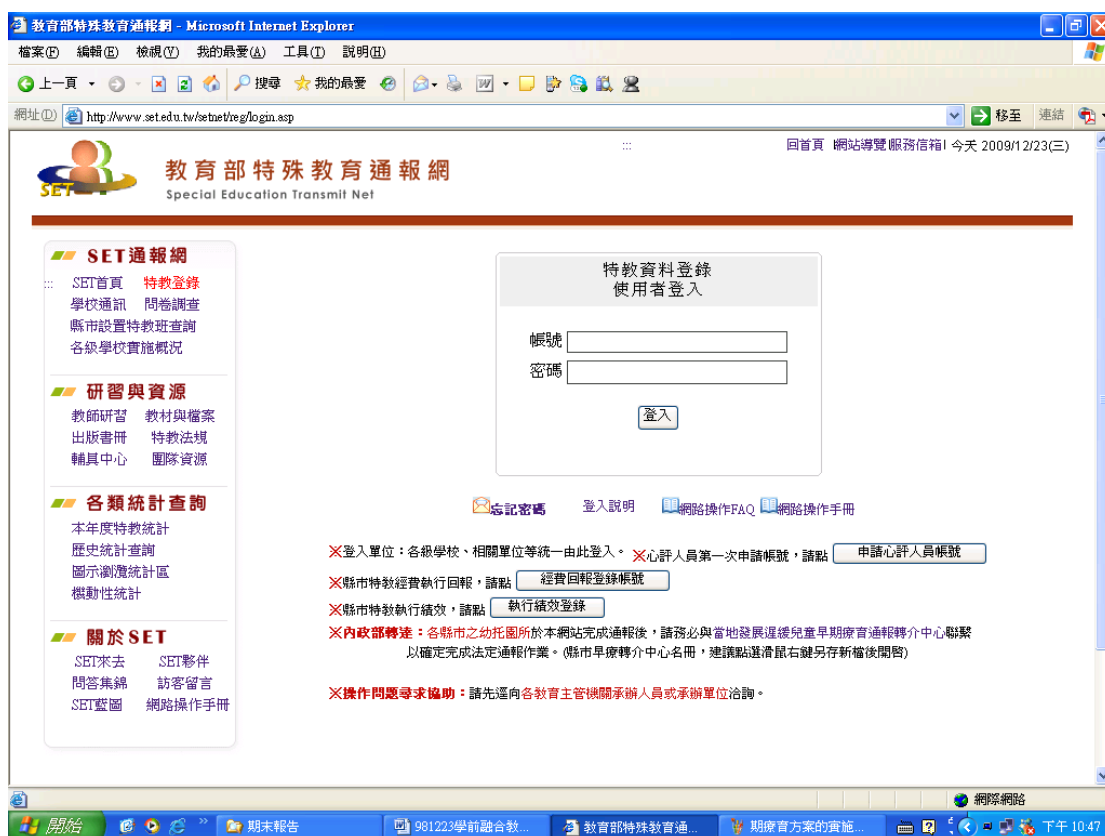 教育部特殊教育通報網 - Microsoft Internet Explorer
檔案(F) 編輯(E) 檢視(V) 我的最愛(A) 工具(T) 說明(H)
上一頁 搜尋 我的最愛
網址(D) http://www.set.edu.tw/setnet/reg/login.asp 移至 連結
SET
教育部特殊教育通報網
Special Education Transmit Net
::: 回首頁 網站導覽 服務信箱 今天 2009/12/23(三)
SET通報網
::: SET首頁 特教登錄
學校通訊 問卷調查
縣市設置特教班查詢
各級學校實施概況
研習與資源
教師研習 教材與檔案
出版書冊 特教法規
輔具中心 團隊資源
各類統計查詢
本年度特教統計
歷史統計查詢
圖示瀏灠統計區
機動性統計
關於SET
SET來去 SET夥伴
問答集錦 訪客留言
SET藍圖 網路操作手冊
特教資料登錄
使用者登入
帳號
密碼
登入
忘記密碼 登入說明 網路操作FAQ 網路操作手冊
※登入單位：各級學校、相關單位等統一由此登入。 ※心評人員第一次申請帳號，請點 申請心評人員帳號
※縣市特教經費執行回報，請點 經費回報登錄帳號
※縣市特教執行績效，請點 執行績效登錄
※內政部轉達：各縣市之幼托園所於本網站完成通報後，請務必與當地發展遲緩兒童早期療育通報轉介中心聯繫
以確定完成法定通報作業。(縣市早療轉介中心名冊，建議點選滑鼠右鍵另存新檔後開啟)
※操作問題尋求協助：請先逕向各教育主管機關承辦人員或承辦單位洽詢。
網際網路
開始 期末報告 981223學前融合教... 教育部特殊教育通... 期療育方案的實施... 下午 10:47